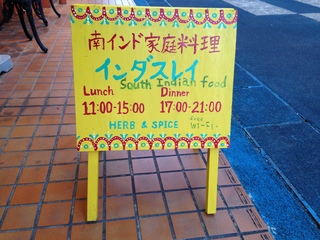 南インド家庭料理
インダスレイ
South Indian food
Lunch Dinner
11:00-15:00 17:00-21:00
HERB & SPICE free
Wi-Fi